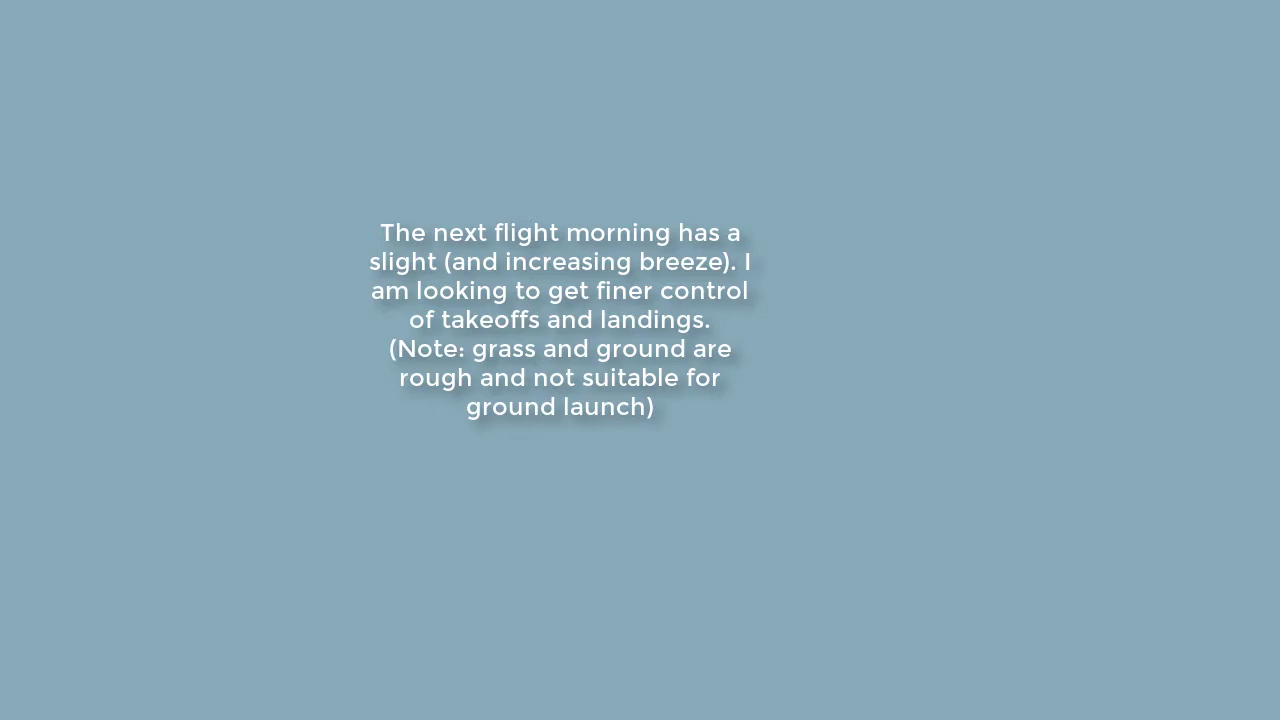 The next flight morning has a
slight (and increasing breeze). I
am looking to get finer control
of takeoffs and landings.
(Note: grass and ground are
rough and not suitable for
ground launch)